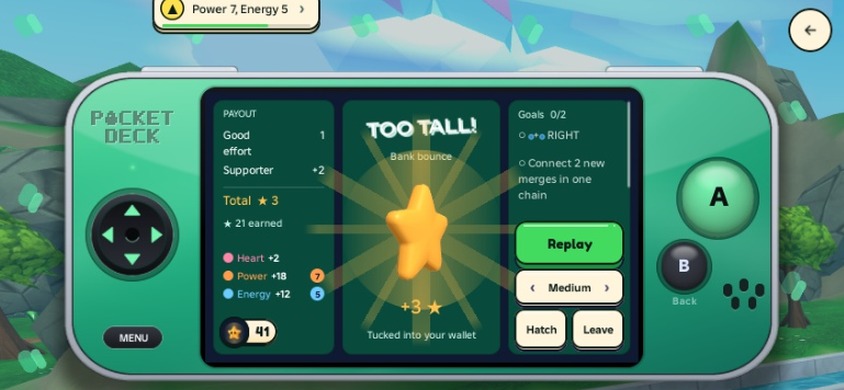 Power 7, Energy 5 ›
POCKET
DECK
PAYOUT
Good 1
effort
Supporter +2
Total ★ 3
★ 21 earned
Heart +2
Power +18 7
Energy +12 5
41
TOO TALL!
Bank bounce
+3 ★
Tucked into your wallet
Goals 0/2
RIGHT
Connect 2 new
merges in one
chain
Replay
‹ Medium ›
Hatch Leave
A
B
Back
MENU